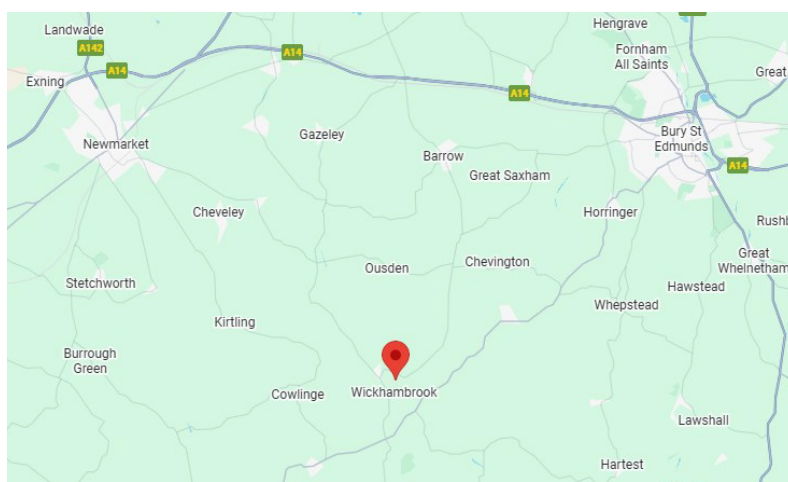 Landwade
Hengrave
A142
A14
A14
Fornham
All Saints
Exning
A14
Great
Newmarket
Gazeley
Bury St
Edmunds
Barrow
A14
Great Saxham
Cheveley
Horringer
Rushb
Great
Whelnetham
Ousden
Chevington
Stetchworth
Hawstead
Whepstead
Kirtling
Burrough
Green
Wickhambrook
Cowlinge
Lawshall
Hartest